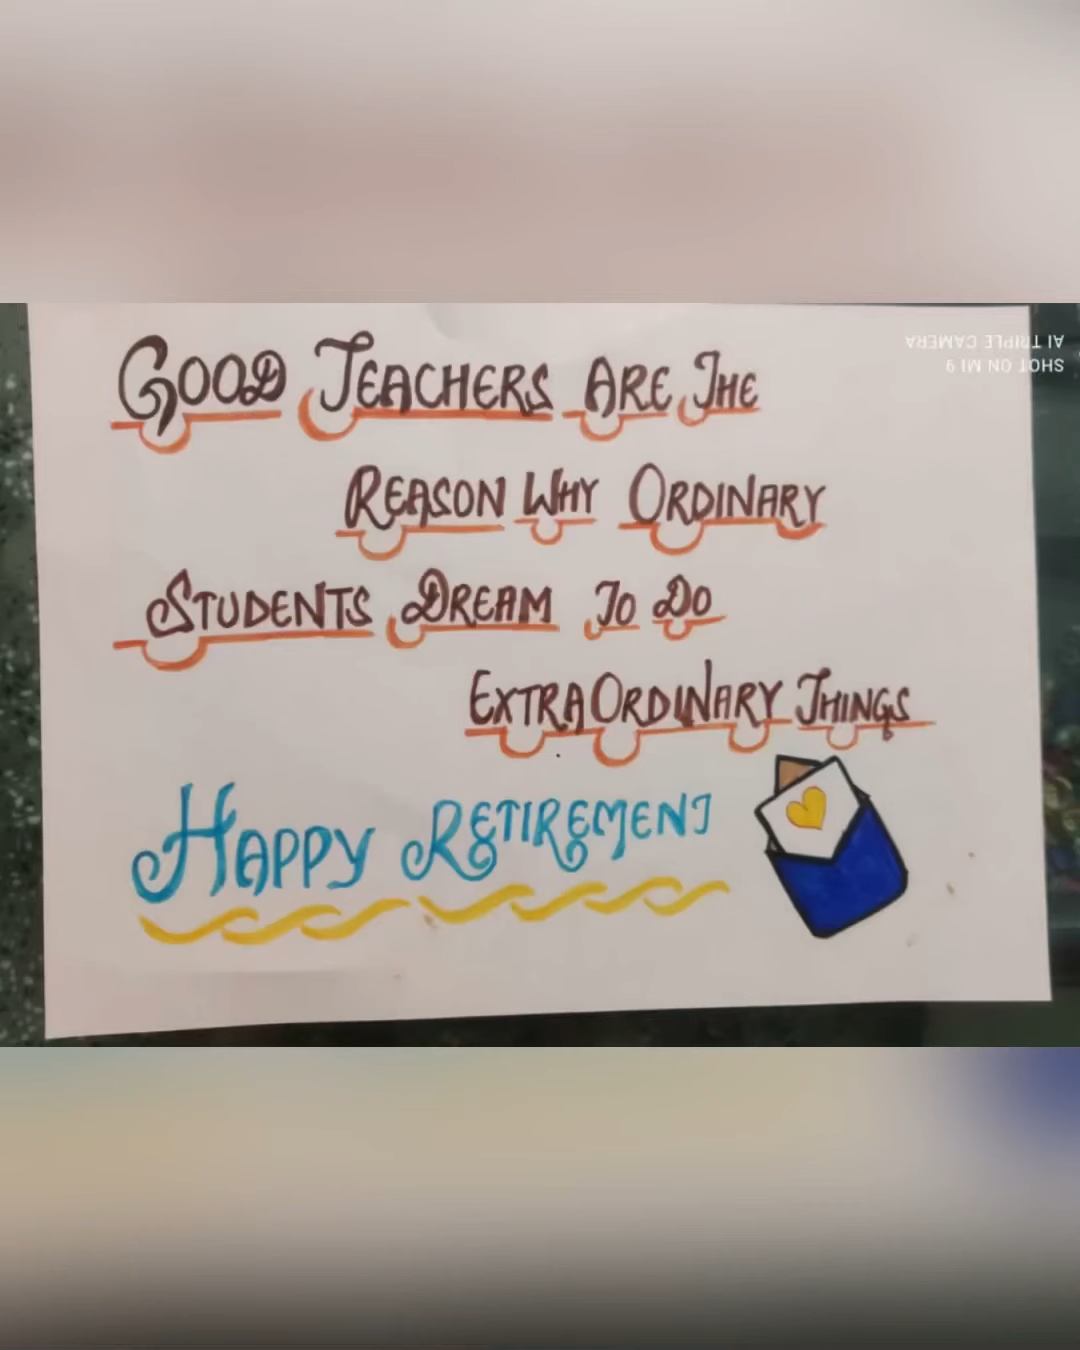 GOOD TEACHERS ARE THE
REASON WHY ORDINARY
STUDENTS DREAM TO DO
EXTRAORDINARY THINGS
HAPPY RETIREMENT
SHOT ON MI 9
AI TRIPLE CAMERA